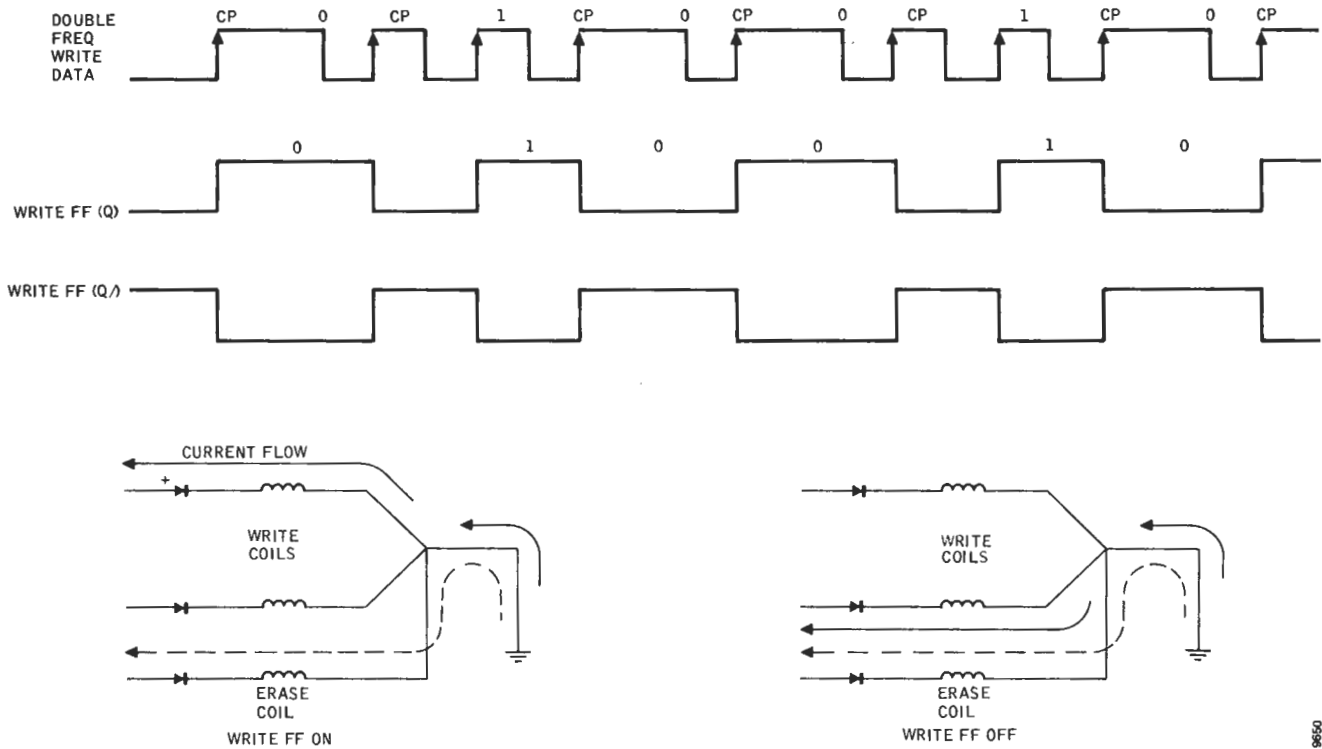 DOUBLE
FREQ
WRITE
DATA
CP 0 CP 1 CP 0 CP 0 CP 1 CP 0 CP
0 1 0 0 1 0
WRITE FF (Q)
WRITE FF (Q/)
CURRENT FLOW
+
WRITE
COILS
ERASE
COIL
WRITE FF ON
WRITE
COILS
ERASE
COIL
WRITE FF OFF
9650